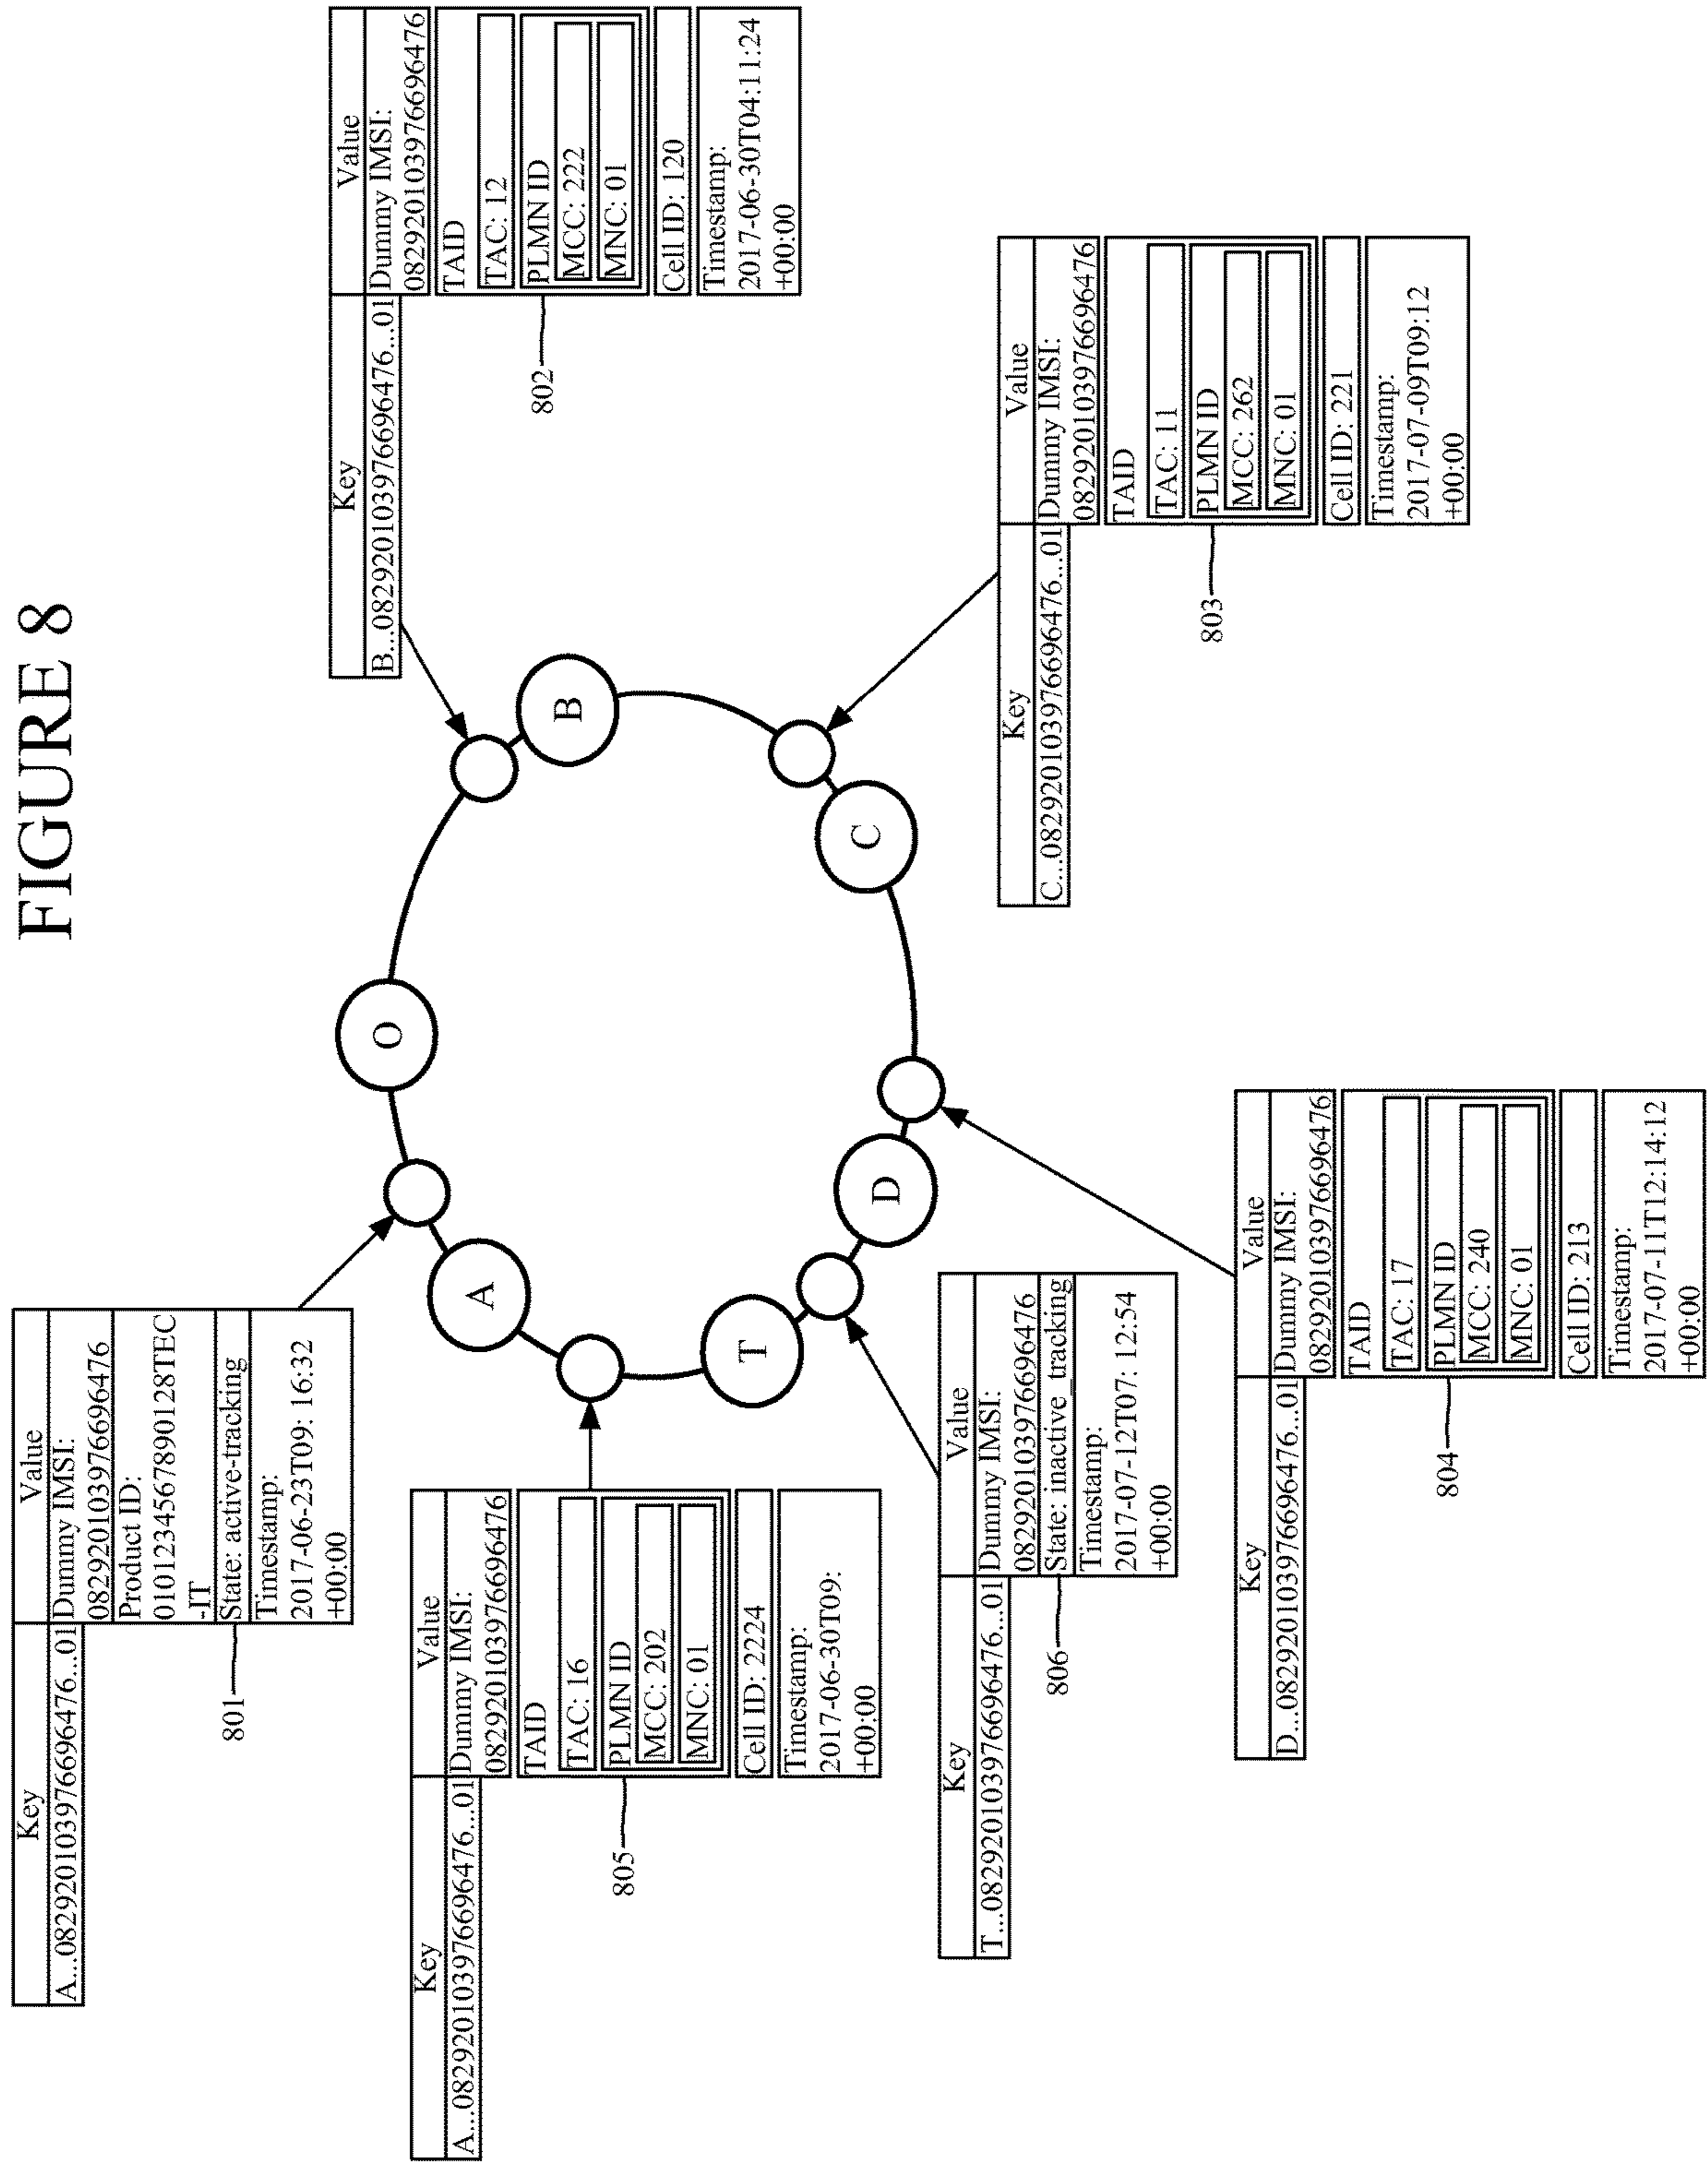 FIGURE 8
Key
Value
A...082920103976696476...01
Dummy IMSI:
082920103976696476
Product ID:
010123456789012​8TEC
-IT
State: active-tracking
Timestamp:
2017-06-23T09: 16:32
+00:00
801
Key
Value
B...082920103976696476...01
Dummy IMSI:
082920103976696476
TAID
TAC: 12
PLMN ID
MCC: 222
MNC: 01
Cell ID: 120
Timestamp:
2017-06-30T04:11:24
+00:00
802
O
A
B
T
D
C
Key
Value
A...082920103976696476...01
Dummy IMSI:
082920103976696476
TAID
TAC: 16
PLMN ID
MCC: 202
MNC: 01
Cell ID: 2224
Timestamp:
2017-06-30T09:
+00:00
805
Key
Value
T...082920103976696476...01
Dummy IMSI:
082920103976696476
State: inactive_tracking
Timestamp:
2017-07-12T07: 12:54
+00:00
806
Key
Value
C...082920103976696476...01
Dummy IMSI:
082920103976696476
TAID
TAC: 11
PLMN ID
MCC: 262
MNC: 01
Cell ID: 221
Timestamp:
2017-07-09T09:12
+00:00
803
Key
Value
D...082920103976696476...01
Dummy IMSI:
082920103976696476
TAID
TAC: 17
PLMN ID
MCC: 240
MNC: 01
Cell ID: 213
Timestamp:
2017-07-11T12:14:12
+00:00
804